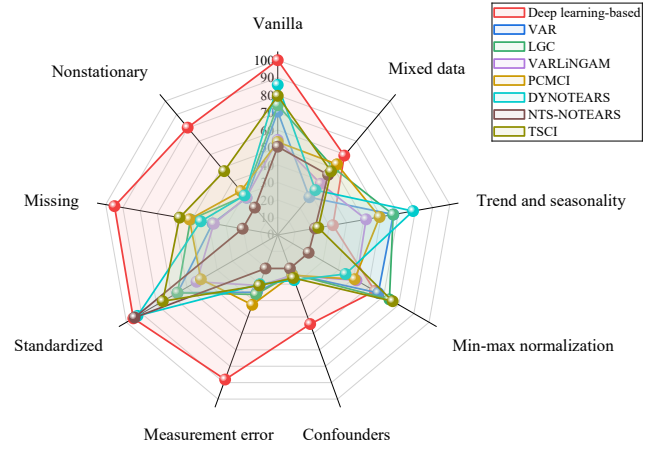 Vanilla
Mixed data
Trend and seasonality
Min-max normalization
Confounders
Measurement error
Standardized
Missing
Nonstationary
100
90
80
70
60
50
40
30
20
10
0
Deep learning-based
VAR
LGC
VARLiNGAM
PCMCI
DYNOTEARS
NTS-NOTEARS
TSCI